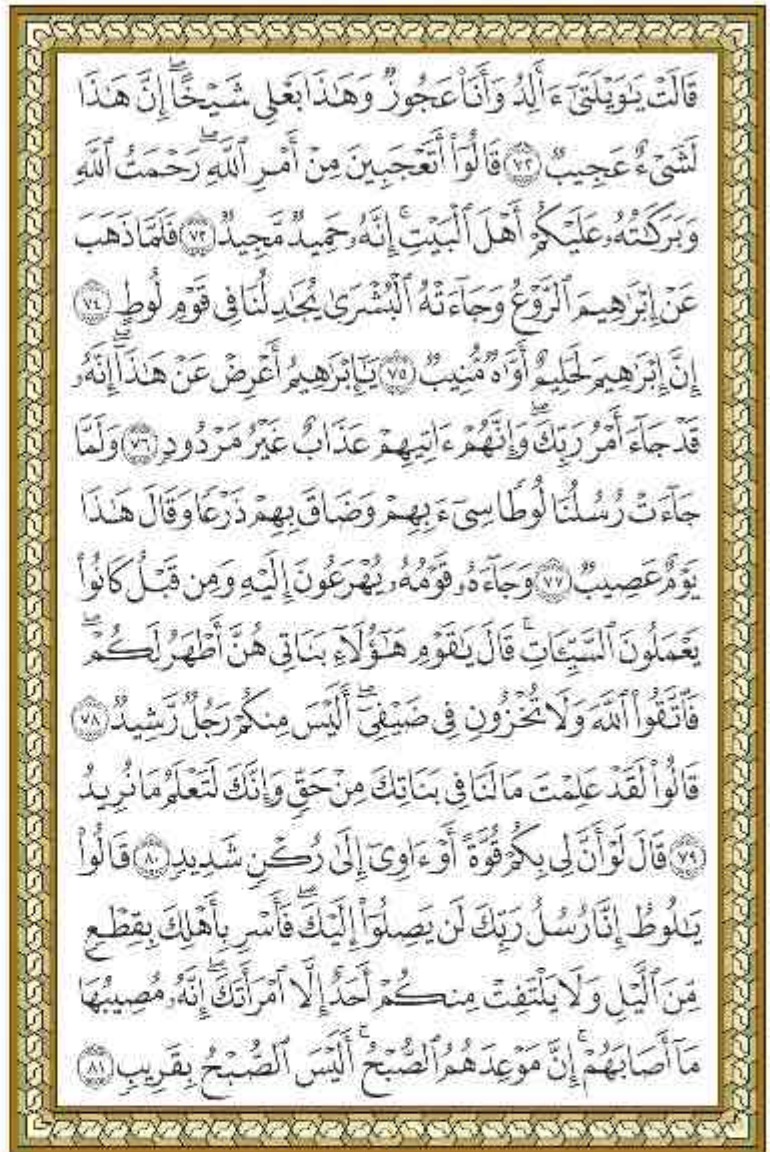 قَالَتْ يَـٰوَيْلَتَىٰٓ ءَأَلِدُ وَأَنَا۠ عَجُوزٌ وَهَـٰذَا بَعْلِى شَيْخًا ۖ إِنَّ هَـٰذَا
لَشَىْءٌ عَجِيبٌ ﴿٧٢﴾ قَالُوٓا۟ أَتَعْجَبِينَ مِنْ أَمْرِ ٱللَّهِ ۖ رَحْمَتُ ٱللَّهِ
وَبَرَكَـٰتُهُۥ عَلَيْكُمْ أَهْلَ ٱلْبَيْتِ ۚ إِنَّهُۥ حَمِيدٌ مَّجِيدٌ ﴿٧٣﴾ فَلَمَّا ذَهَبَ
عَنْ إِبْرَٰهِيمَ ٱلرَّوْعُ وَجَآءَتْهُ ٱلْبُشْرَىٰ يُجَـٰدِلُنَا فِى قَوْمِ لُوطٍ ﴿٧٤﴾
إِنَّ إِبْرَٰهِيمَ لَحَلِيمٌ أَوَّٰهٌ مُّنِيبٌ ﴿٧٥﴾ يَـٰٓإِبْرَٰهِيمُ أَعْرِضْ عَنْ هَـٰذَآ ۖ إِنَّهُۥ
قَدْ جَآءَ أَمْرُ رَبِّكَ ۖ وَإِنَّهُمْ ءَاتِيهِمْ عَذَابٌ غَيْرُ مَرْدُودٍ ﴿٧٦﴾ وَلَمَّا
جَآءَتْ رُسُلُنَا لُوطًا سِىٓءَ بِهِمْ وَضَاقَ بِهِمْ ذَرْعًا وَقَالَ هَـٰذَا
يَوْمٌ عَصِيبٌ ﴿٧٧﴾ وَجَآءَهُۥ قَوْمُهُۥ يُهْرَعُونَ إِلَيْهِ وَمِن قَبْلُ كَانُوا۟
يَعْمَلُونَ ٱلسَّيِّـَٔاتِ ۚ قَالَ يَـٰقَوْمِ هَـٰٓؤُلَآءِ بَنَاتِى هُنَّ أَطْهَرُ لَكُمْ ۖ
فَٱتَّقُوا۟ ٱللَّهَ وَلَا تُخْزُونِ فِى ضَيْفِىٓ ۖ أَلَيْسَ مِنكُمْ رَجُلٌ رَّشِيدٌ ﴿٧٨﴾
قَالُوا۟ لَقَدْ عَلِمْتَ مَا لَنَا فِى بَنَاتِكَ مِنْ حَقٍّ وَإِنَّكَ لَتَعْلَمُ مَا نُرِيدُ
﴿٧٩﴾ قَالَ لَوْ أَنَّ لِى بِكُمْ قُوَّةً أَوْ ءَاوِىٓ إِلَىٰ رُكْنٍ شَدِيدٍ ﴿٨٠﴾ قَالُوا۟
يَـٰلُوطُ إِنَّا رُسُلُ رَبِّكَ لَن يَصِلُوٓا۟ إِلَيْكَ ۖ فَأَسْرِ بِأَهْلِكَ بِقِطْعٍ
مِّنَ ٱلَّيْلِ وَلَا يَلْتَفِتْ مِنكُمْ أَحَدٌ إِلَّا ٱمْرَأَتَكَ ۖ إِنَّهُۥ مُصِيبُهَا
مَآ أَصَابَهُمْ ۚ إِنَّ مَوْعِدَهُمُ ٱلصُّبْحُ ۚ أَلَيْسَ ٱلصُّبْحُ بِقَرِيبٍ ﴿٨١﴾